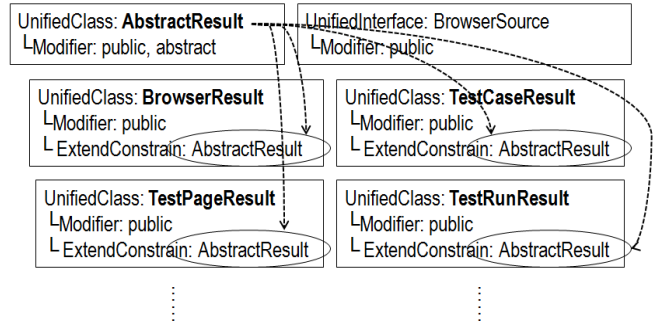 UnifiedClass: AbstractResult
└Modifier: public, abstract
UnifiedInterface: BrowserSource
└Modifier: public
UnifiedClass: BrowserResult
└Modifier: public
└ ExtendConstrain: AbstractResult
UnifiedClass: TestCaseResult
└Modifier: public
└ ExtendConstrain: AbstractResult
UnifiedClass: TestPageResult
└Modifier: public
└ ExtendConstrain: AbstractResult
UnifiedClass: TestRunResult
└Modifier: public
└ ExtendConstrain: AbstractResult